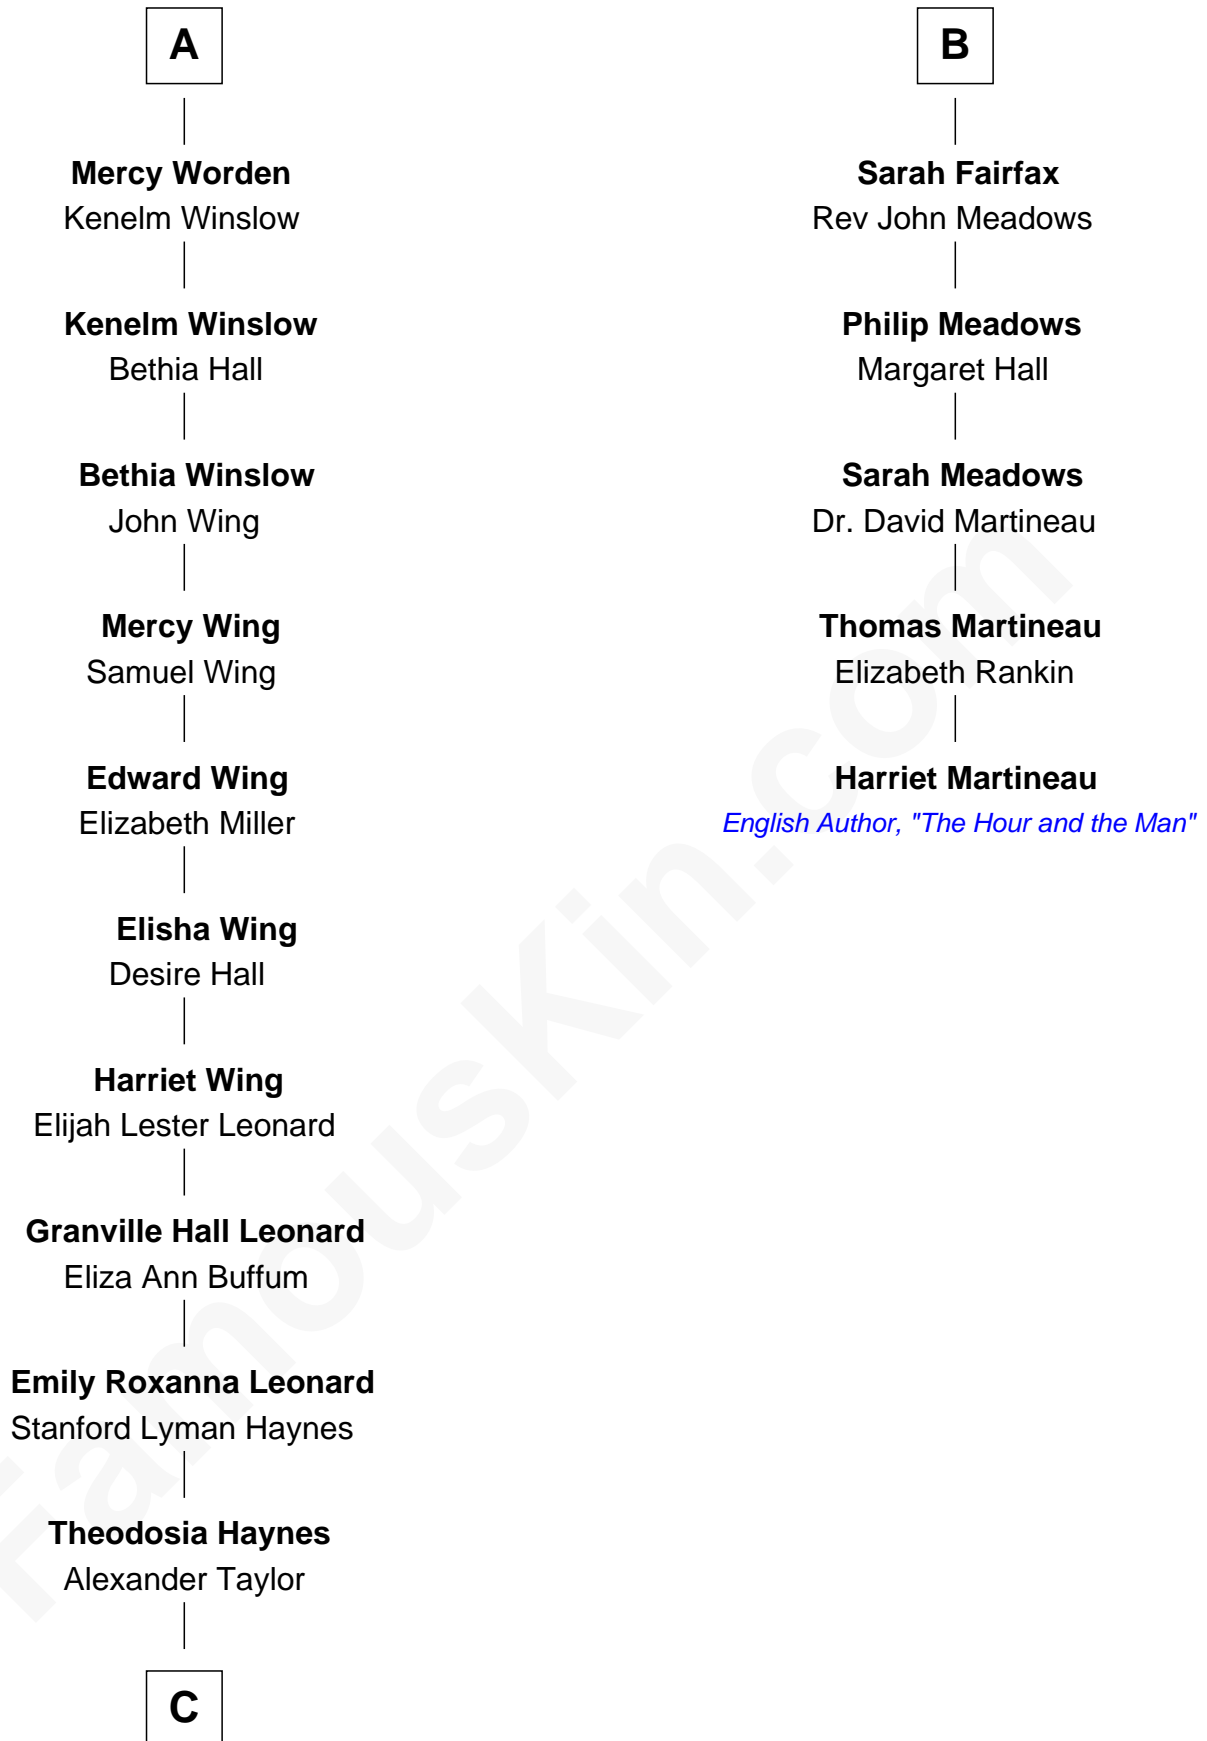 A
Mercy Worden
Kenelm Winslow
Kenelm Winslow
Bethia Hall
Bethia Winslow
John Wing
Mercy Wing
Samuel Wing
Edward Wing
Elizabeth Miller
Elisha Wing
Desire Hall
Harriet Wing
Elijah Lester Leonard
Granville Hall Leonard
Eliza Ann Buffum
Emily Roxanna Leonard
Stanford Lyman Haynes
Theodosia Haynes
Alexander Taylor
C
B
Sarah Fairfax
Rev John Meadows
Philip Meadows
Margaret Hall
Sarah Meadows
Dr. David Martineau
Thomas Martineau
Elizabeth Rankin
Harriet Martineau
English Author, "The Hour and the Man"
FamousKin.com